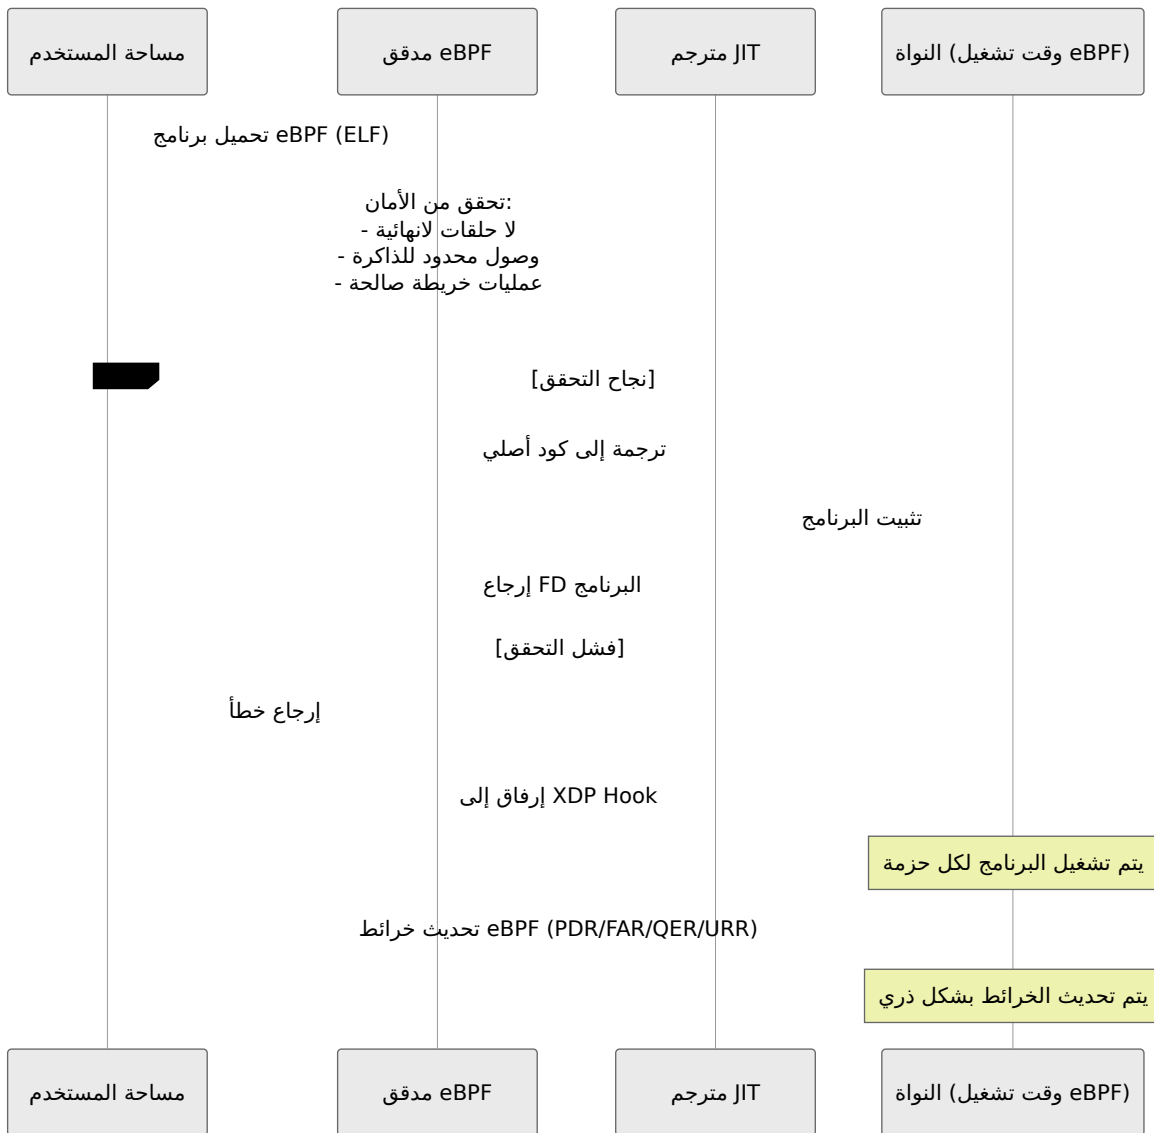 مساحة المستخدم
مدقق eBPF
مترجم JIT
النواة (وقت تشغيل eBPF)
تحميل برنامج eBPF (ELF)
تحقق من الأمان:
- لا حلقات لانهائية
- وصول محدود للذاكرة
- عمليات خريطة صالحة
[نجاح التحقق]
ترجمة إلى كود أصلي
تثبيت البرنامج
إرجاع FD البرنامج
[فشل التحقق]
إرجاع خطأ
إرفاق إلى XDP Hook
يتم تشغيل البرنامج لكل حزمة
تحديث خرائط eBPF (PDR/FAR/QER/URR)
يتم تحديث الخرائط بشكل ذري
مساحة المستخدم
مدقق eBPF
مترجم JIT
النواة (وقت تشغيل eBPF)